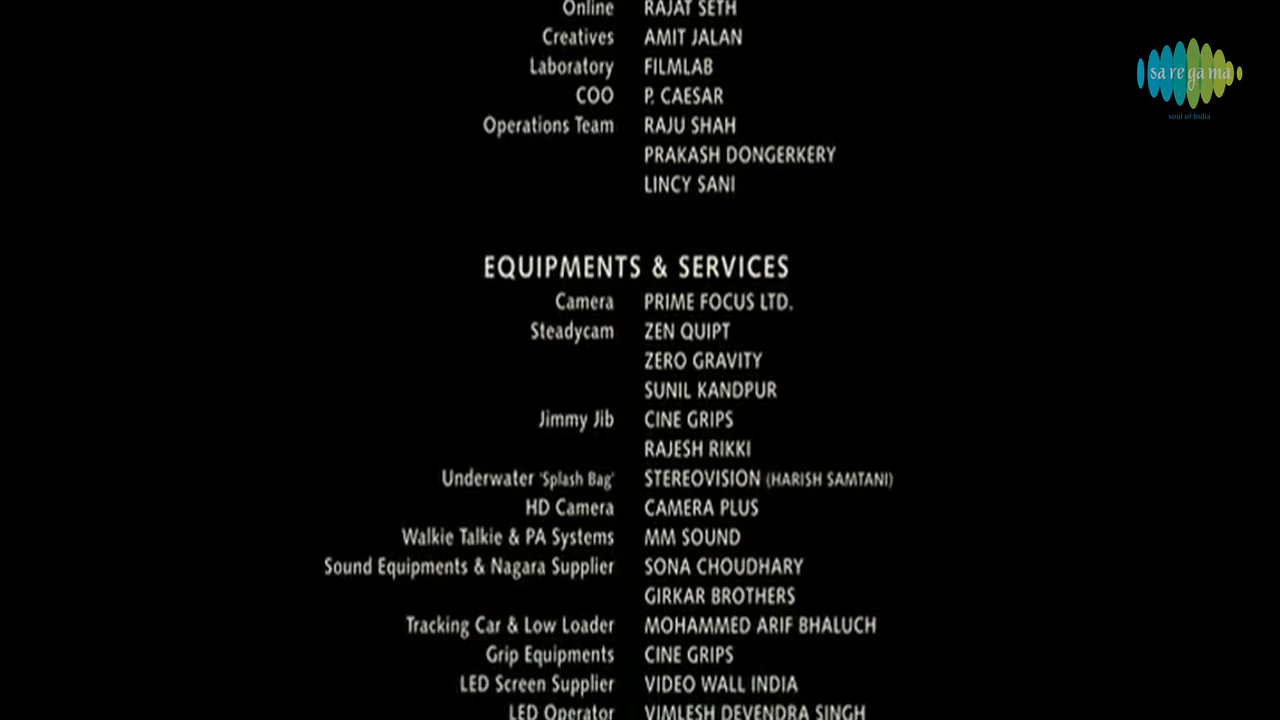 Online RAJAT SETH
Creatives AMIT JALAN
Laboratory FILMLAB
COO P. CAESAR
Operations Team RAJU SHAH
PRAKASH DONGERKERY
LINCY SANI
EQUIPMENTS & SERVICES
Camera PRIME FOCUS LTD.
Steadycam ZEN QUIPT
ZERO GRAVITY
SUNIL KANDPUR
Jimmy Jib CINE GRIPS
RAJESH RIKKI
Underwater 'Splash Bag' STEREOVISION (HARISH SAMTANI)
HD Camera CAMERA PLUS
Walkie Talkie & PA Systems MM SOUND
Sound Equipments & Nagara Supplier SONA CHOUDHARY
GIRKAR BROTHERS
Tracking Car & Low Loader MOHAMMED ARIF BHALUCH
Grip Equipments CINE GRIPS
LED Screen Supplier VIDEO WALL INDIA
LED Operator VIMLESH DEVENDRA SINGH
sa re ga ma
soul of India